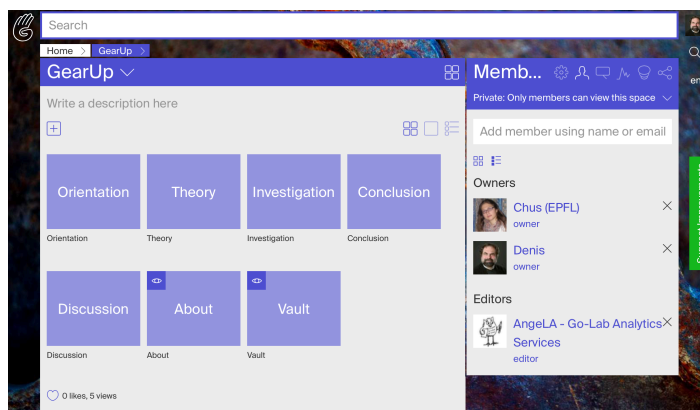 Search
Home
GearUp
GearUp
Write a description here
Orientation
Theory
Investigation
Conclusion
Orientation
Theory
Investigation
Conclusion
Discussion
About
Vault
Discussion
About
Vault
0 likes, 5 views
Memb...
Private: Only members can view this space
Add member using name or email
Owners
Chus (EPFL)
owner
Denis
owner
Editors
AngeLA - Go-Lab Analytics
Services
editor
en